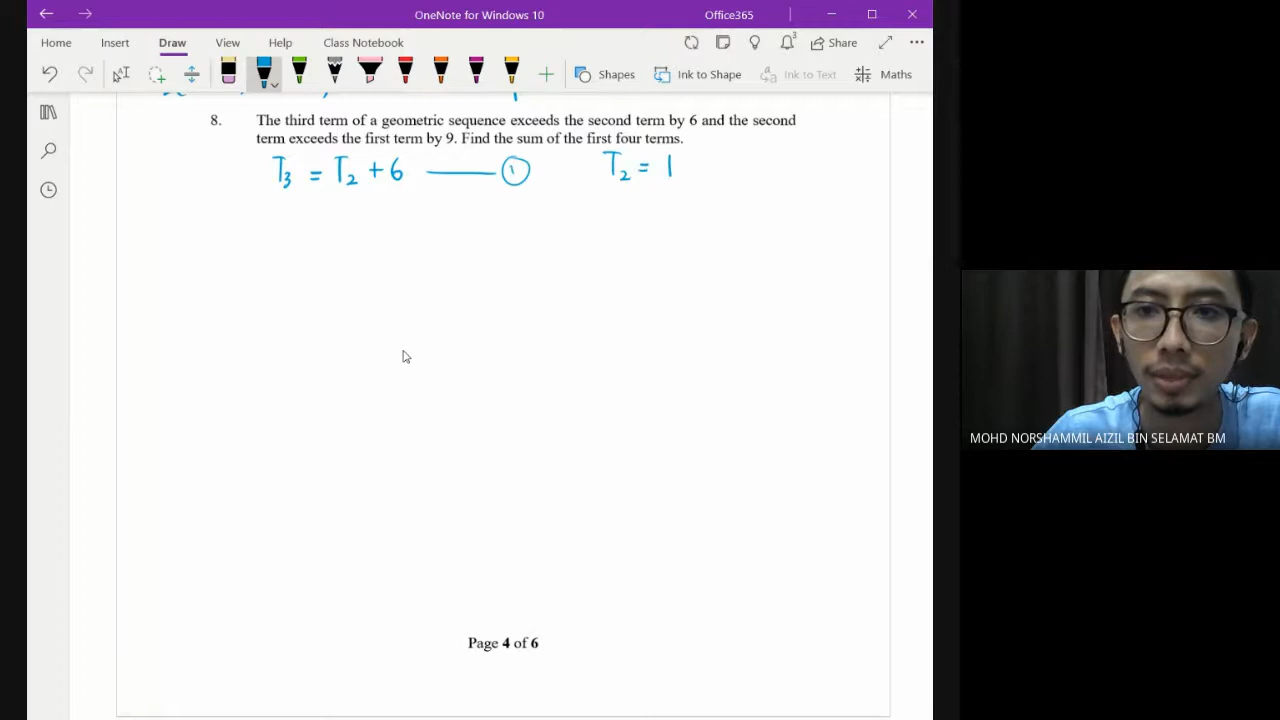 OneNote for Windows 10
Office365
Home Insert Draw View Help Class Notebook
Share
Shapes Ink to Shape Ink to Text Maths
8. The third term of a geometric sequence exceeds the second term by 6 and the second
term exceeds the first term by 9. Find the sum of the first four terms.
T3 = T2 + 6 —— ① T2 = 1
Page 4 of 6
MOHD NORSHAMMIL AIZIL BIN SELAMAT BM